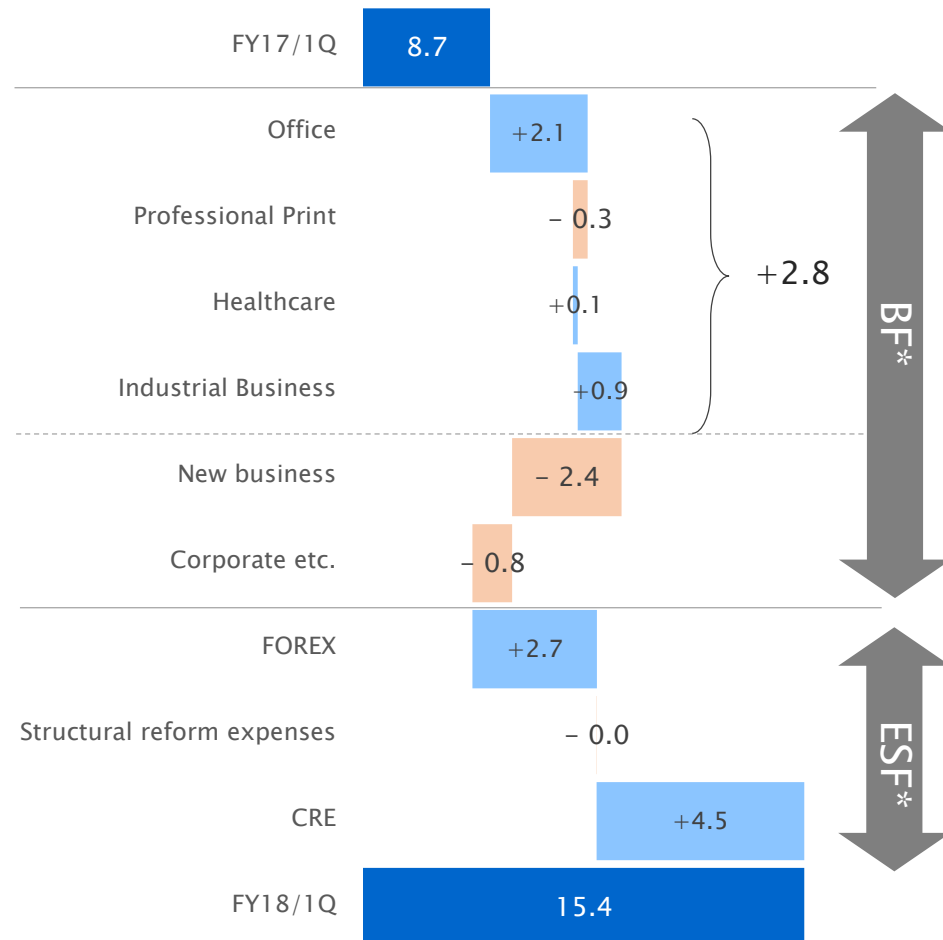 FY17/1Q 8.7
Office +2.1
Professional Print – 0.3
Healthcare +0.1
+2.8
Industrial Business +0.9
New business – 2.4
Corporate etc. – 0.8
BF*
FOREX +2.7
Structural reform expenses – 0.0
CRE +4.5
ESF*
FY18/1Q 15.4